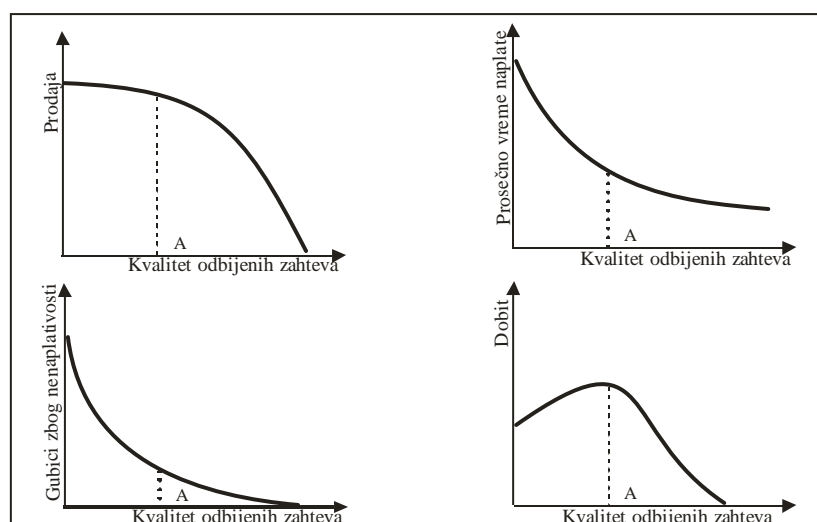 Prodaja
A
Kvalitet odbijenih zahteva
Prosečno vreme naplate
A
Kvalitet odbijenih zahteva
Gubici zbog nenaplativosti
A
Kvalitet odbijenih zahteva
Dobit
A
Kvalitet odbijenih zahteva